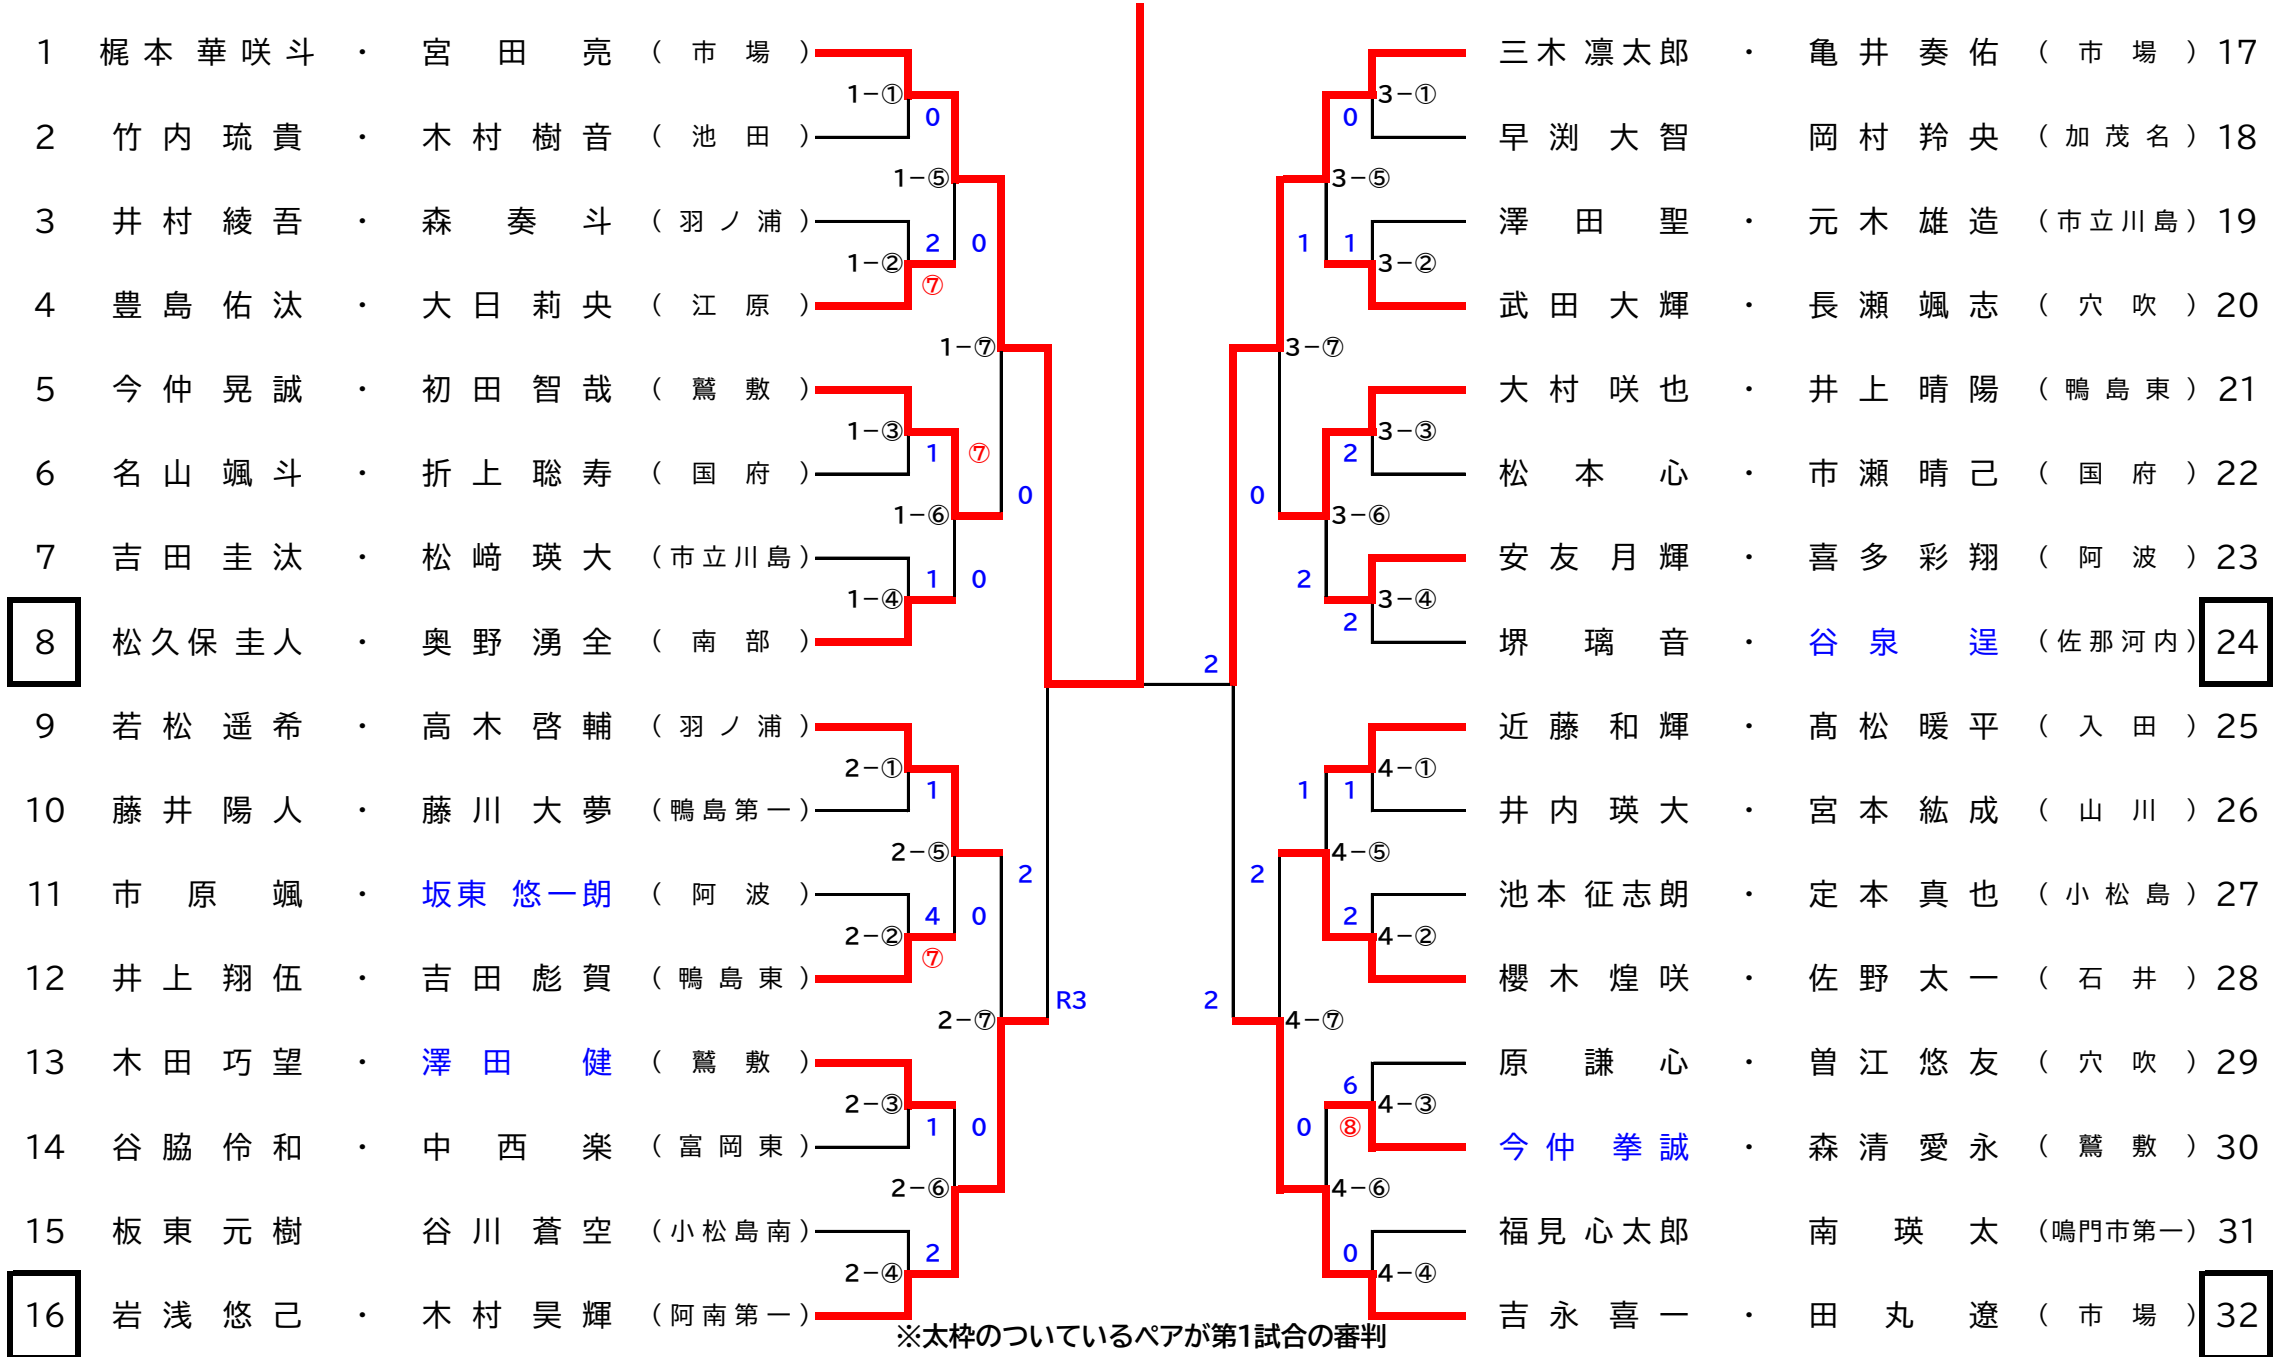 1 梶本 華咲斗 ・ 宮田 亮 (市場) 三木 凛太郎 ・ 亀井 奏佑 (市場) 17
1-① 3-①
0 0
2 竹内 琉貴 ・ 木村 樹音 (池田) 早渕 大智 岡村 羚央 (加茂名) 18
1-⑤ 3-⑤
3 井村 綾吾 ・ 森 奏斗 (羽ノ浦) 澤田 聖 ・ 元木 雄造 (市立川島) 19
2 0 1 1
1-② 3-②
⑦
4 豊島 佑汰 ・ 大日 莉央 (江原) 武田 大輝 ・ 長瀬 颯志 (穴吹) 20
1-⑦ 3-⑦
5 今仲 晃誠 ・ 初田 智哉 (鷲敷) 大村 咲也 ・ 井上 晴陽 (鴨島東) 21
1-③ 3-③
1 ⑦ 2
6 名山 颯斗 ・ 折上 聡寿 (国府) 松本 心 ・ 市瀬 晴己 (国府) 22
0 0
1-⑥ 3-⑥
7 吉田 圭汰 ・ 松﨑 瑛大 (市立川島) 安友 月輝 ・ 喜多 彩翔 (阿波) 23
1 0 2
1-④ 3-④
2
8 松久保 圭人 ・ 奥野 湧全 (南部) 堺 璃音 ・ 谷泉 逞 (佐那河内) 24
2
9 若松 遥希 ・ 高木 啓輔 (羽ノ浦) 近藤 和輝 ・ 髙松 暖平 (入田) 25
2-① 4-①
1 1 1
10 藤井 陽人 ・ 藤川 大夢 (鴨島第一) 井内 瑛大 ・ 宮本 紘成 (山川) 26
2-⑤ 4-⑤
2 2
11 市原 颯 ・ 坂東 悠一朗 (阿波) 池本 征志朗 ・ 定本 真也 (小松島) 27
4 0 2
2-② 4-②
⑦
12 井上 翔伍 ・ 吉田 彪賀 (鴨島東) 櫻木 煌咲 ・ 佐野 太一 (石井) 28
R3 2
2-⑦ 4-⑦
13 木田 巧望 ・ 澤田 健 (鷲敷) 原 謙心 ・ 曽江 悠友 (穴吹) 29
6
2-③ 4-③
1 0 0 ⑧
14 谷脇 伶和 ・ 中西 楽 (富岡東) 今仲 拳誠 ・ 森清 愛永 (鷲敷) 30
2-⑥ 4-⑥
15 板東 元樹 谷川 蒼空 (小松島南) 福見 心太郎 南 瑛太 (鳴門市第一) 31
2 0
2-④ 4-④
16 岩浅 悠己 ・ 木村 昊輝 (阿南第一) 吉永 喜一 ・ 田丸 遼 (市場) 32
※太枠のついているペアが第1試合の審判